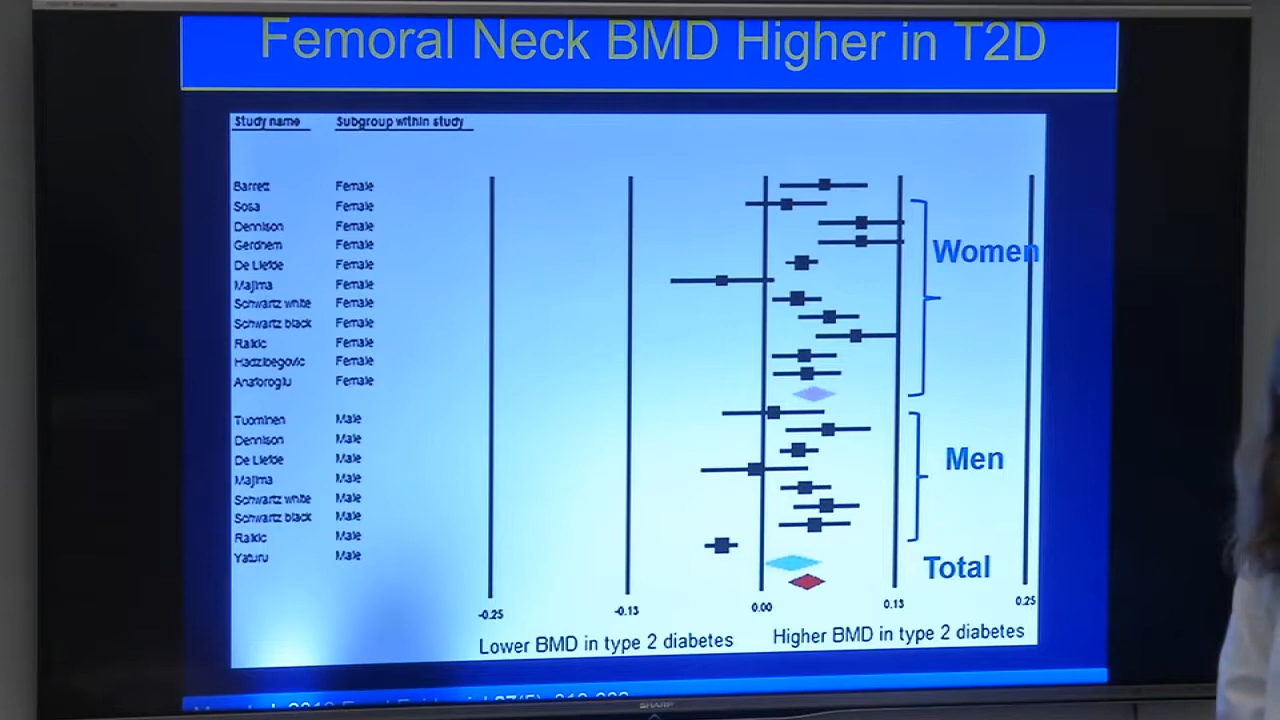 Femoral Neck BMD Higher in T2D
Study name Subgroup within study
Barrett Female
Sosa Female
Dennison Female
Gerdhem Female
De Liefde Female
Majima Female
Schwartz white Female
Schwartz black Female
Rakic Female
Hadzibegovic Female
Anaforoglu Female
Women
Tuominen Male
Dennison Male
De Liefde Male
Majima Male
Schwartz white Male
Schwartz black Male
Rakic Male
Yaturu Male
Men
Total
-0.25 -0.13 0.00 0.13 0.25
Lower BMD in type 2 diabetes Higher BMD in type 2 diabetes
SHARP